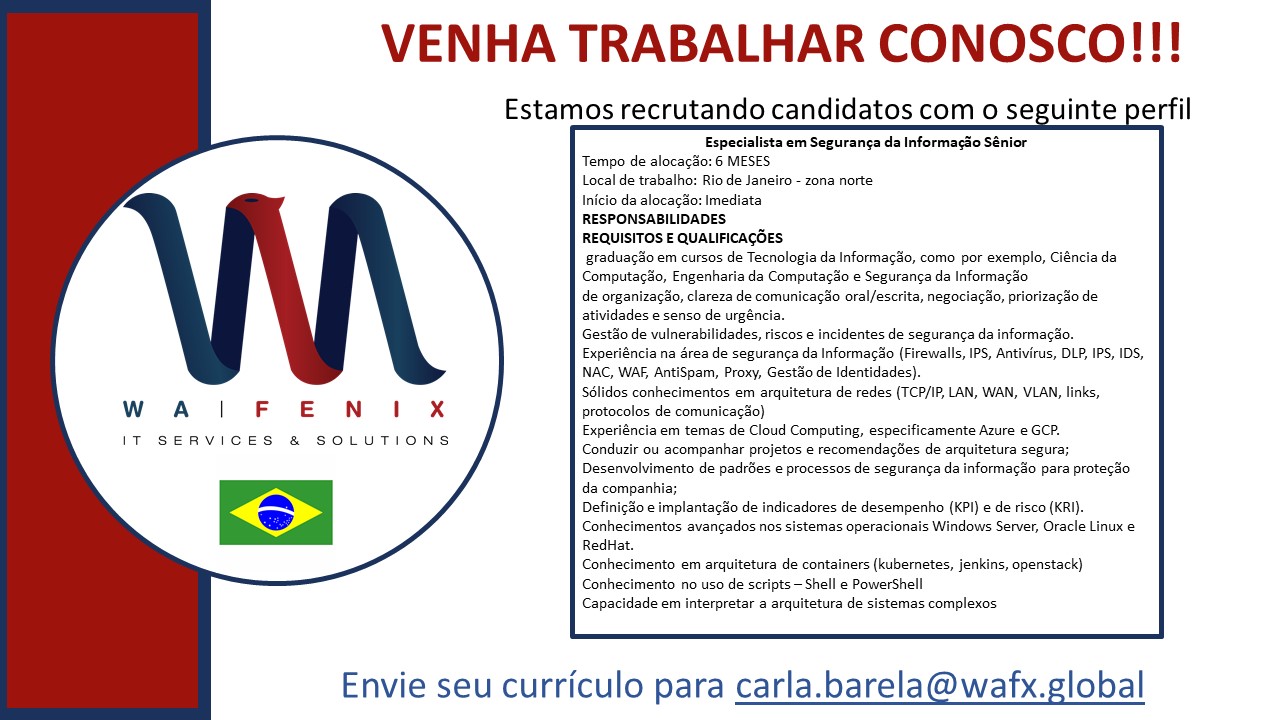 VENHA TRABALHAR CONOSCO!!!
Estamos recrutando candidatos com o seguinte perfil
Especialista em Segurança da Informação Sênior
Tempo de alocação: 6 MESES
Local de trabalho: Rio de Janeiro - zona norte
Início da alocação: Imediata
RESPONSABILIDADES
REQUISITOS E QUALIFICAÇÕES
graduação em cursos de Tecnologia da Informação, como por exemplo, Ciência da
Computação, Engenharia da Computação e Segurança da Informação
de organização, clareza de comunicação oral/escrita, negociação, priorização de
atividades e senso de urgência.
Gestão de vulnerabilidades, riscos e incidentes de segurança da informação.
Experiência na área de segurança da Informação (Firewalls, IPS, Antivírus, DLP, IPS, IDS,
NAC, WAF, AntiSpam, Proxy, Gestão de Identidades).
Sólidos conhecimentos em arquitetura de redes (TCP/IP, LAN, WAN, VLAN, links,
protocolos de comunicação)
Experiência em temas de Cloud Computing, especificamente Azure e GCP.
Conduzir ou acompanhar projetos e recomendações de arquitetura segura;
Desenvolvimento de padrões e processos de segurança da informação para proteção
da companhia;
Definição e implantação de indicadores de desempenho (KPI) e de risco (KRI).
Conhecimentos avançados nos sistemas operacionais Windows Server, Oracle Linux e
RedHat.
Conhecimento em arquitetura de containers (kubernetes, jenkins, openstack)
Conhecimento no uso de scripts – Shell e PowerShell
Capacidade em interpretar a arquitetura de sistemas complexos
WA | FENIX
IT SERVICES & SOLUTIONS
Envie seu currículo para carla.barela@wafx.global